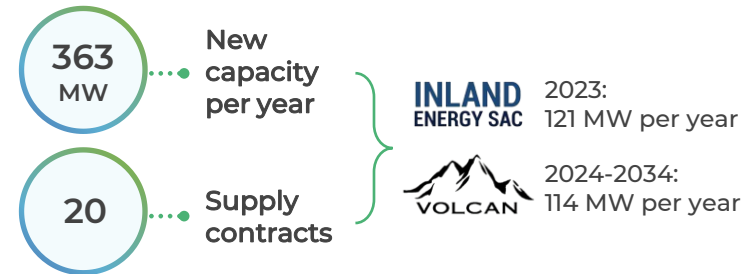 363
MW
New
capacity
per year
20
Supply
contracts
INLAND
ENERGY SAC
2023:
121 MW per year
VOLCAN
2024-2034:
114 MW per year